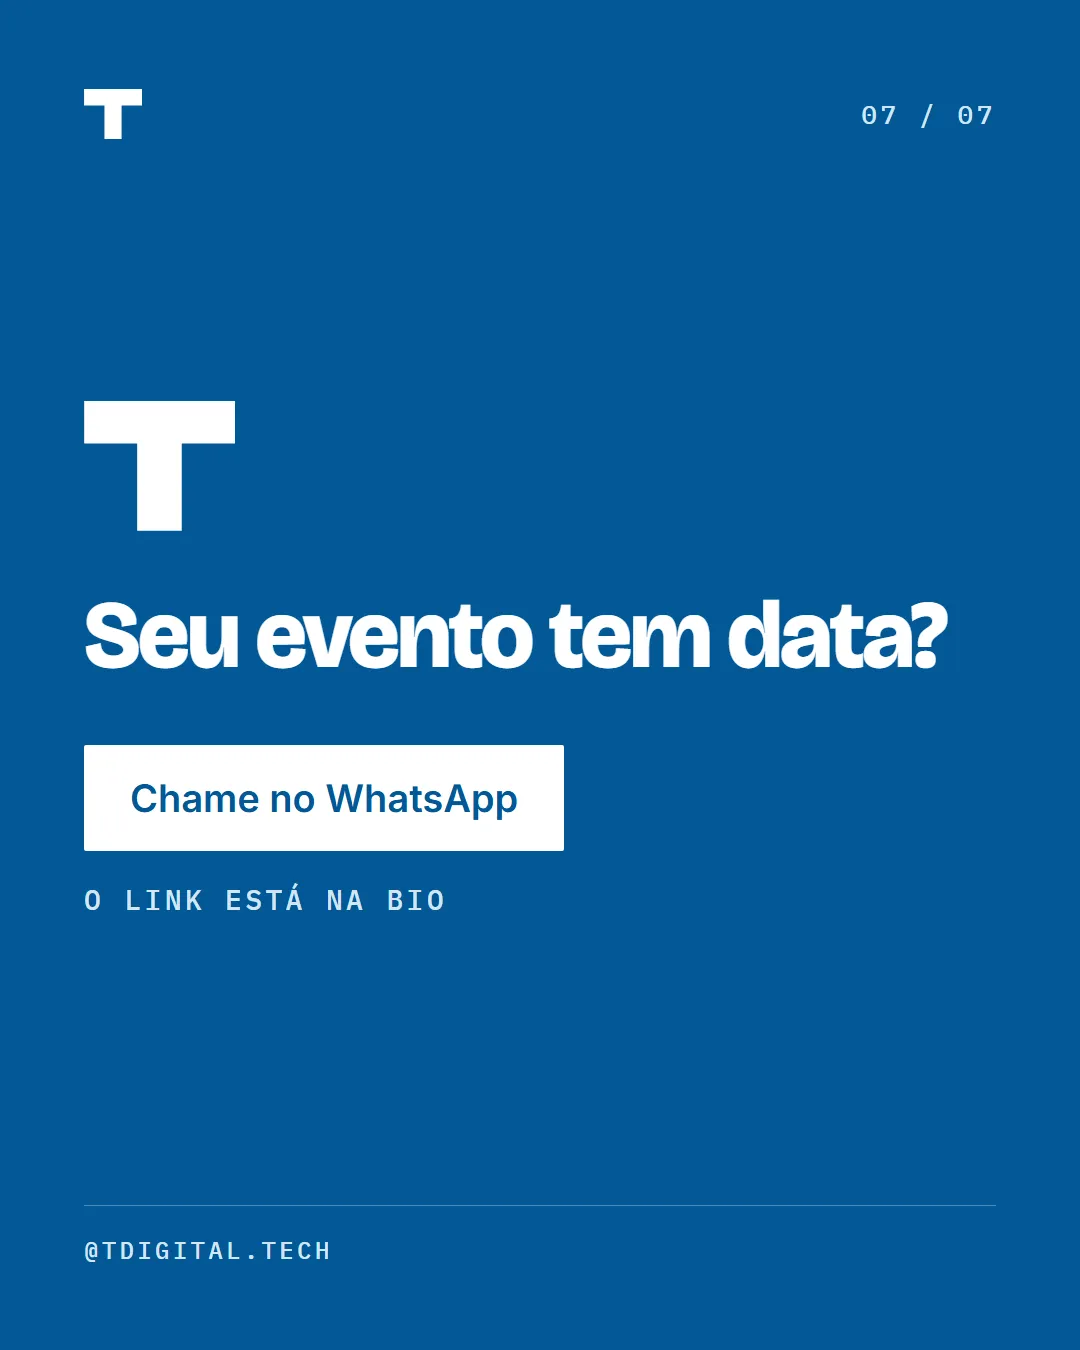 T
07 / 07
T
Seu evento tem data?
Chame no WhatsApp
O LINK ESTÁ NA BIO
@TDIGITAL.TECH